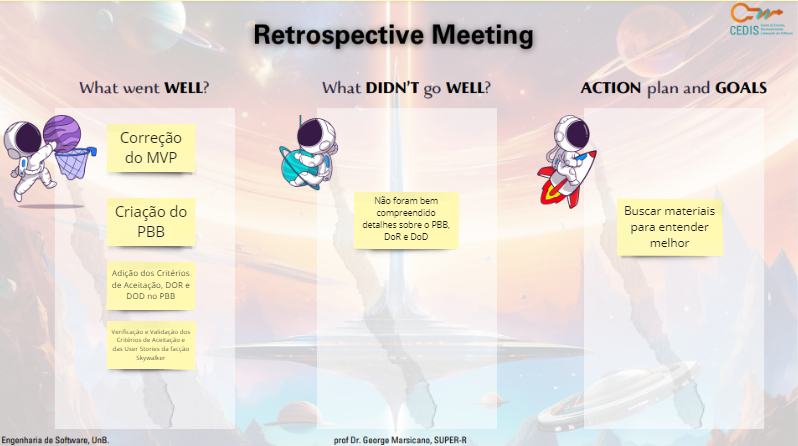 Retrospective Meeting
CEDIS
What went WELL?
What DIDN'T go WELL?
ACTION plan and GOALS
Correção
do MVP
Criação do
PBB
Adição dos Critérios
de Aceitação, DOR e
DOD no PBB
Verificação e Validação dos
Critérios de Aceitação e
das User Stories da facção
Skywalker
Não foram bem
compreendido
detalhes sobre o PBB,
DoR e DoD
Buscar materiais
para entender
melhor
Engenharia de Software, UnB.
prof Dr. George Marsicano, SUPER-R